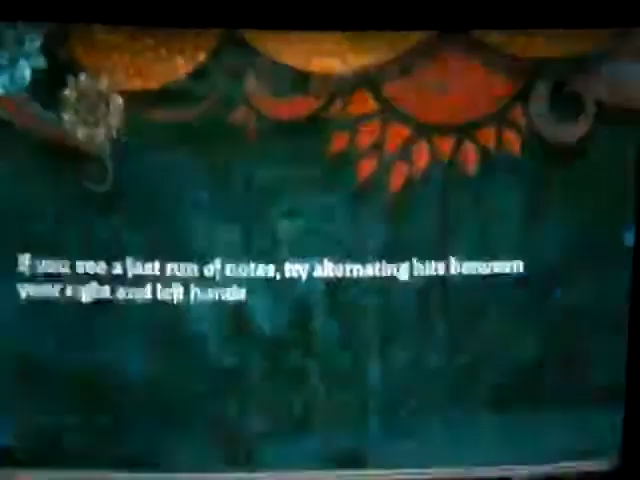 If you see a fast run of notes, try alternating hits between
your right and left hands